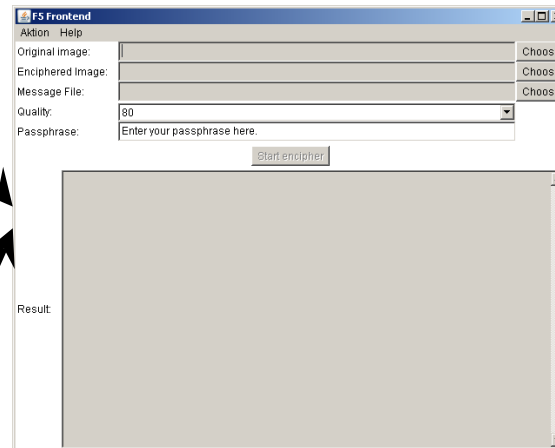 F5 Frontend
Aktion Help
Original image: Choos
Enciphered Image: Choos
Message File: Choos
Quality: 80
Passphrase: Enter your passphrase here.
Start encipher
Result: